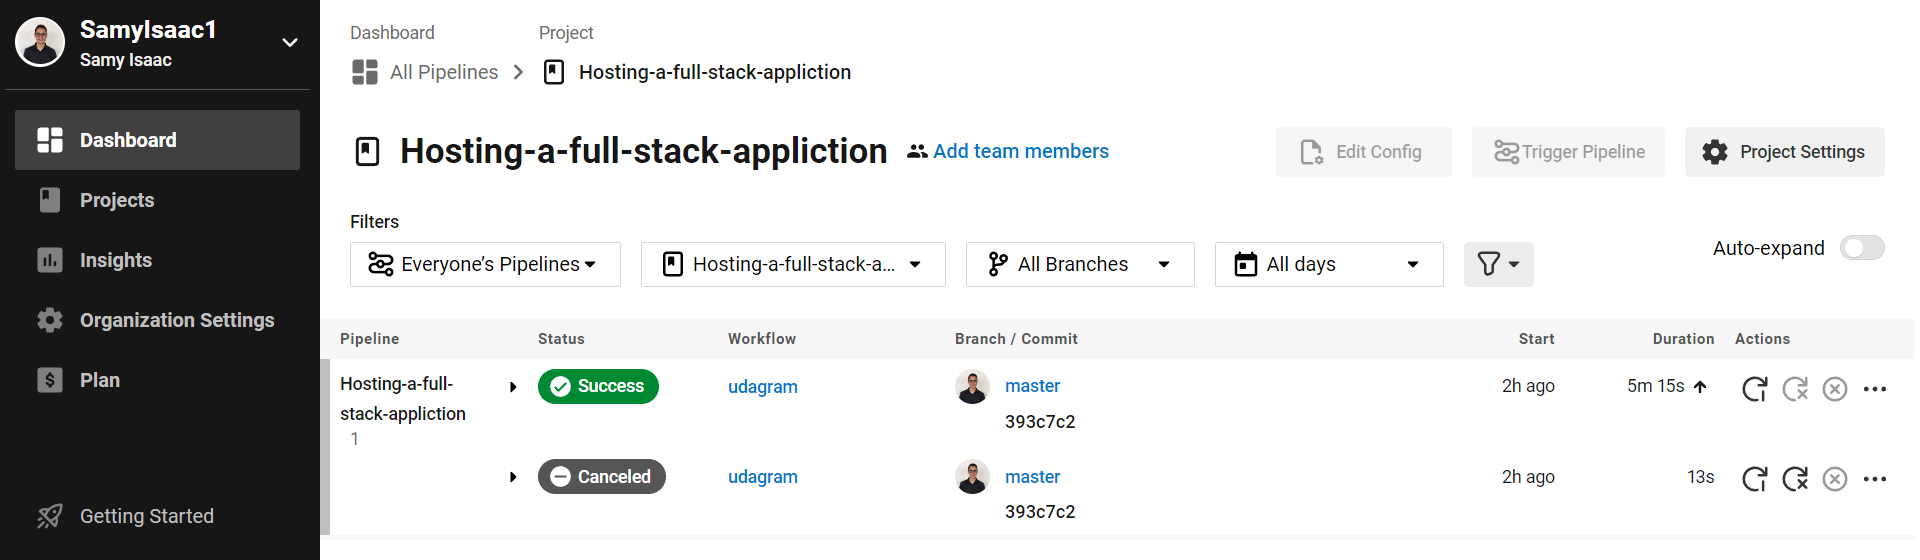 SamyIsaac1
Samy Isaac
Dashboard
Projects
Insights
Organization Settings
Plan
Getting Started
Dashboard Project
All Pipelines Hosting-a-full-stack-appliction
Hosting-a-full-stack-appliction Add team members Edit Config Trigger Pipeline Project Settings
Filters
Everyone’s Pipelines Hosting-a-full-stack-a... All Branches All days Auto-expand
Pipeline Status Workflow Branch / Commit Start Duration Actions
Hosting-a-full-
stack-appliction
1
Success udagram master 2h ago 5m 15s
393c7c2
Canceled udagram master 2h ago 13s
393c7c2